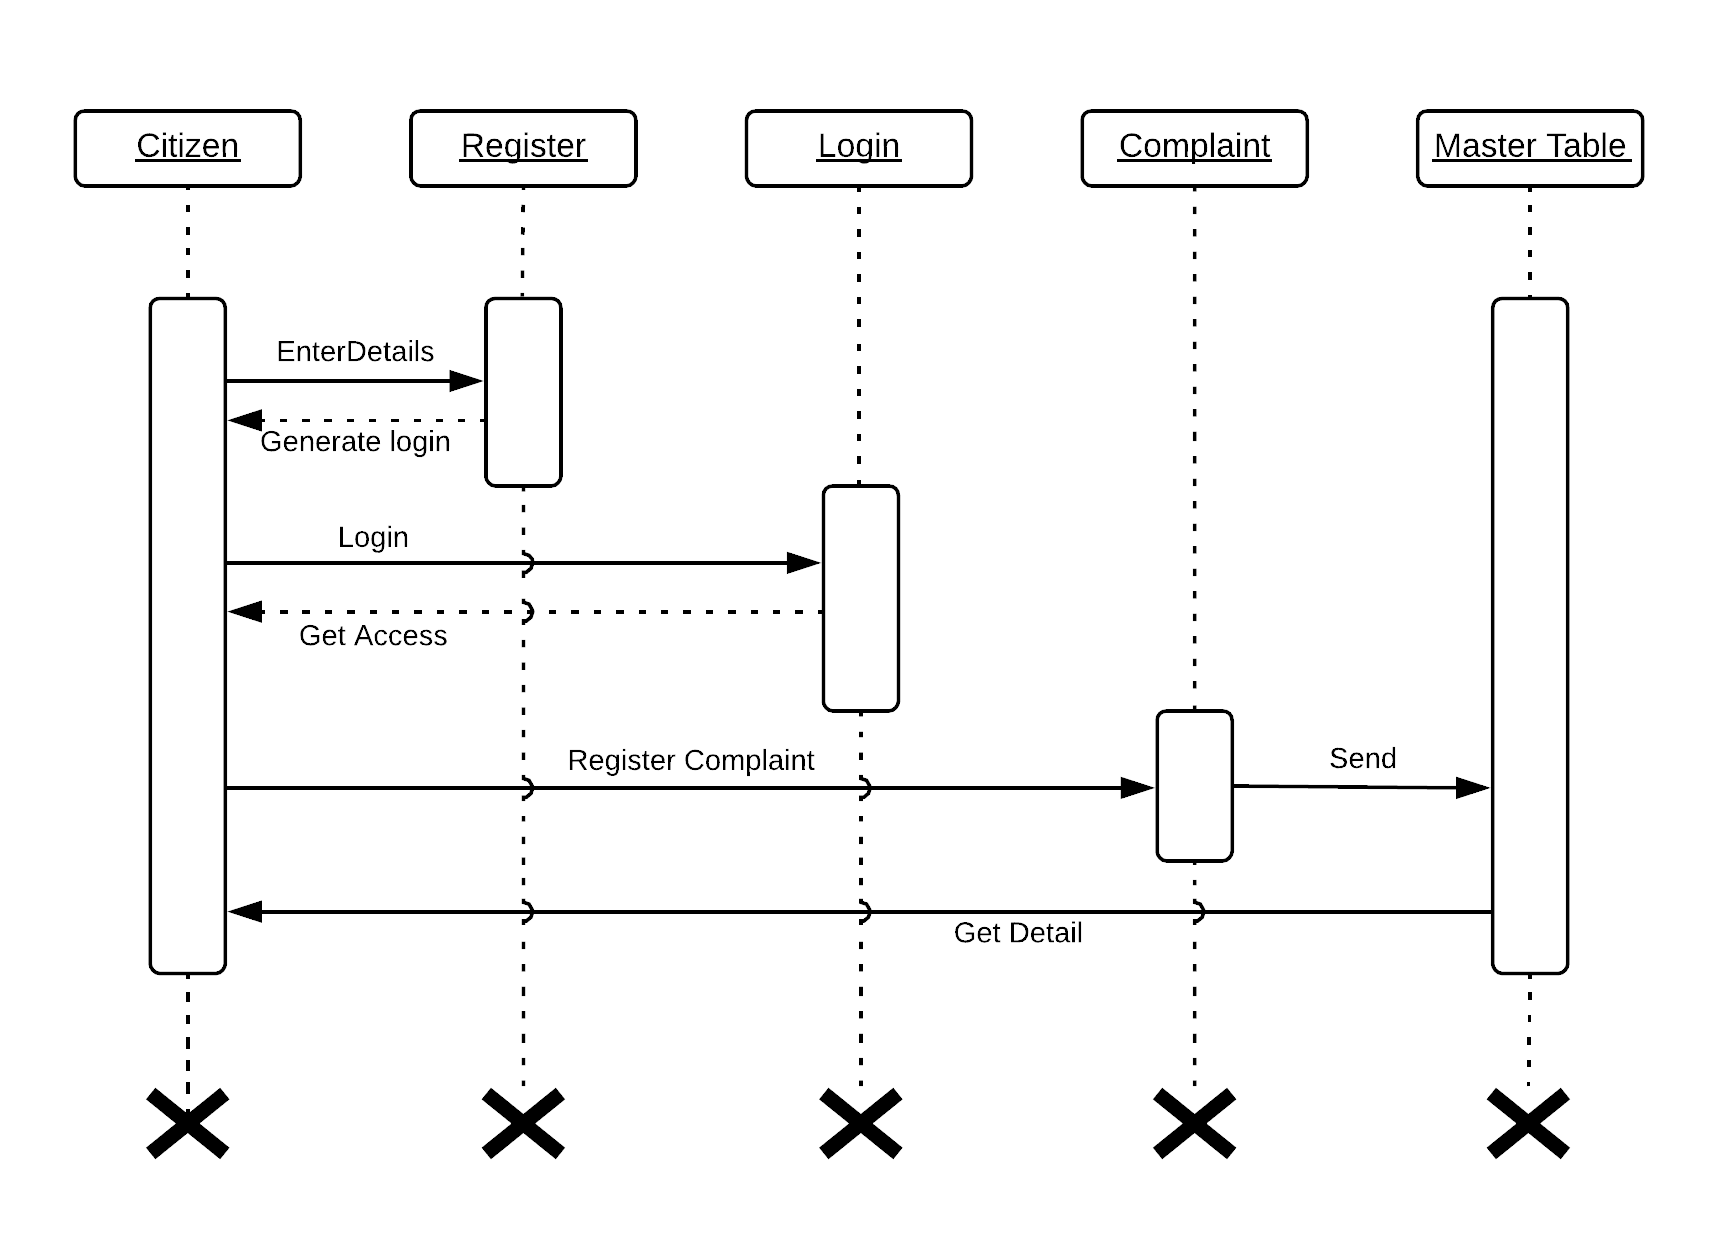 Citizen
Register
Login
Complaint
Master Table
EnterDetails
Generate login
Login
Get Access
Register Complaint
Send
Get Detail